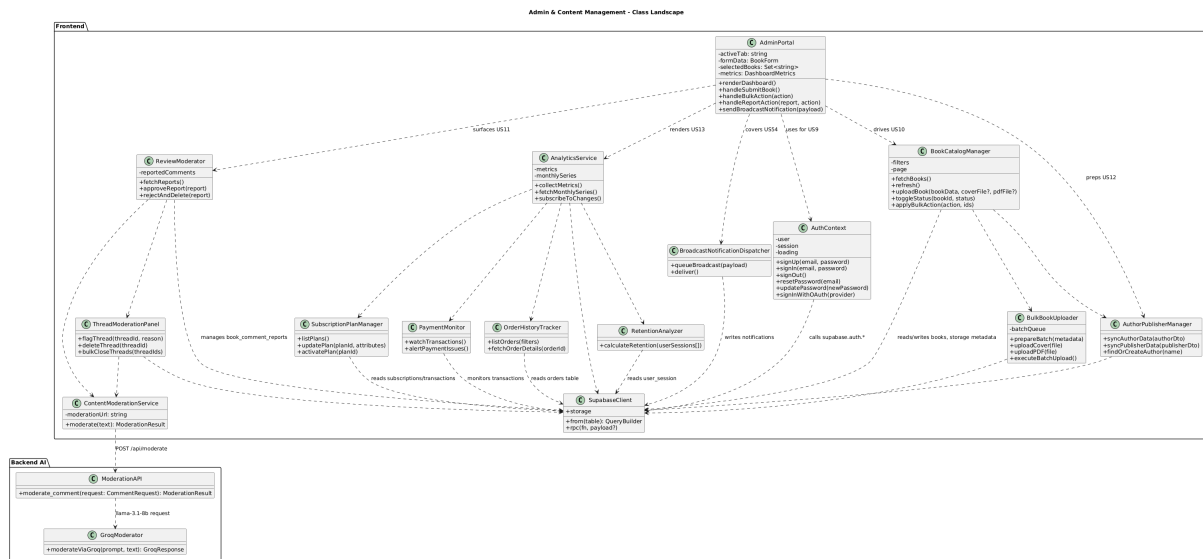 Admin & Content Management - Class Landscape
Frontend
C AdminPortal
-activeTab: string
-formData: BookForm
-selectedBooks: Set<string>
-metrics: DashboardMetrics
+renderDashboard()
+handleSubmitBook()
+handleBulkAction(action)
+handleReportAction(report, action)
+sendBroadcastNotification(payload)
surfaces US11
renders US13
covers US54
uses for US9
drives US10
preps US12
C ReviewModerator
-reportedComments
+fetchReports()
+approveReport(report)
+rejectAndDelete(report)
C AnalyticsService
-metrics
-monthlySeries
+collectMetrics()
+fetchMonthlySeries()
+subscribeToChanges()
C BookCatalogManager
-filters
-page
+fetchBooks()
+refresh()
+uploadBook(bookData, coverFile?, pdfFile?)
+toggleStatus(bookId, status)
+applyBulkAction(action, ids)
C BroadcastNotificationDispatcher
+queueBroadcast(payload)
+deliver()
C AuthContext
-user
-session
-loading
+signUp(email, password)
+signIn(email, password)
+signOut()
+resetPassword(email)
+updatePassword(newPassword)
+signInWithOAuth(provider)
C ThreadModerationPanel
+flagThread(threadId, reason)
+deleteThread(threadId)
+bulkCloseThreads(threadIds)
manages book_comment_reports
C SubscriptionPlanManager
+listPlans()
+updatePlan(planId, attributes)
+activatePlan(planId)
C PaymentMonitor
+watchTransactions()
+alertPaymentIssues()
C OrderHistoryTracker
+listOrders(filters)
+fetchOrderDetails(orderId)
C RetentionAnalyzer
+calculateRetention(userSessions[])
writes notifications
calls supabase.auth.*
reads/writes books, storage metadata
C BulkBookUploader
-batchQueue
+prepareBatch(metadata)
+uploadCover(file)
+uploadPDF(file)
+executeBatchUpload()
C AuthorPublisherManager
+syncAuthorData(authorDto)
+syncPublisherData(publisherDto)
+findOrCreateAuthor(name)
reads subscriptions/transactions
monitors transactions
reads orders table
reads user_session
C ContentModerationService
-moderationUrl: string
+moderate(text): ModerationResult
C SupabaseClient
+storage
+from(table): QueryBuilder
+rpc(fn, payload?)
POST /api/moderate
Backend AI
C ModerationAPI
+moderate_comment(request: CommentRequest): ModerationResult
llama-3.1-8b request
C GroqModerator
+moderateViaGroq(prompt, text): GroqResponse